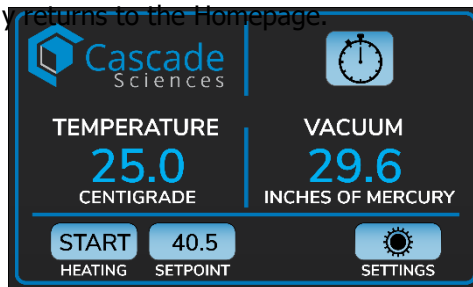 y returns to the Homepage.
Cascade
Sciences
TEMPERATURE
25.0
CENTIGRADE
VACUUM
29.6
INCHES OF MERCURY
START
HEATING
40.5
SETPOINT
SETTINGS